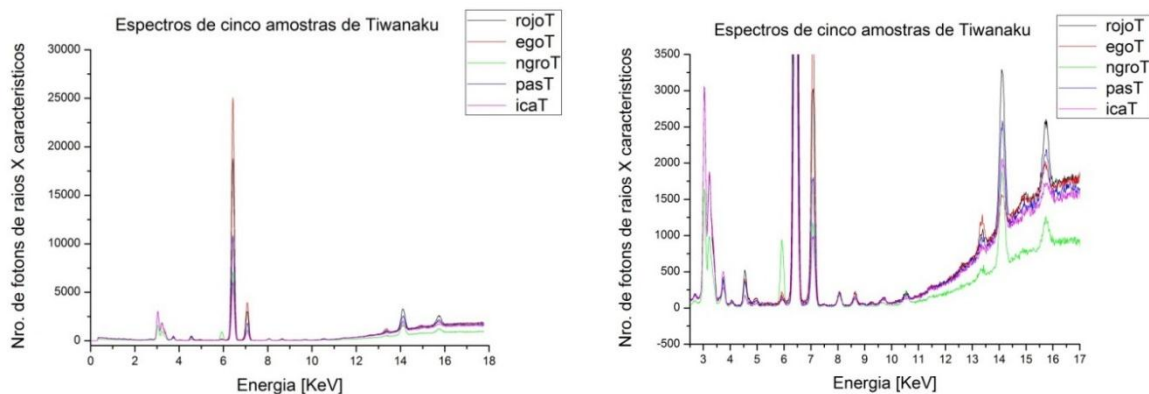 Espectros de cinco amostras de Tiwanaku
rojoT
egoT
ngroT
pasT
icaT
30000
25000
20000
15000
10000
5000
0
Nro. de fotons de raios X caracteristicos
0 2 4 6 8 10 12 14 16 18
Energia [KeV]
Espectros de cinco amostras de Tiwanaku
rojoT
egoT
ngroT
pasT
icaT
3500
3000
2500
2000
1500
1000
500
0
-500
Nro. de fotons de raios X caracteristicos
3 4 5 6 7 8 9 10 11 12 13 14 15 16 17
Energia [KeV]